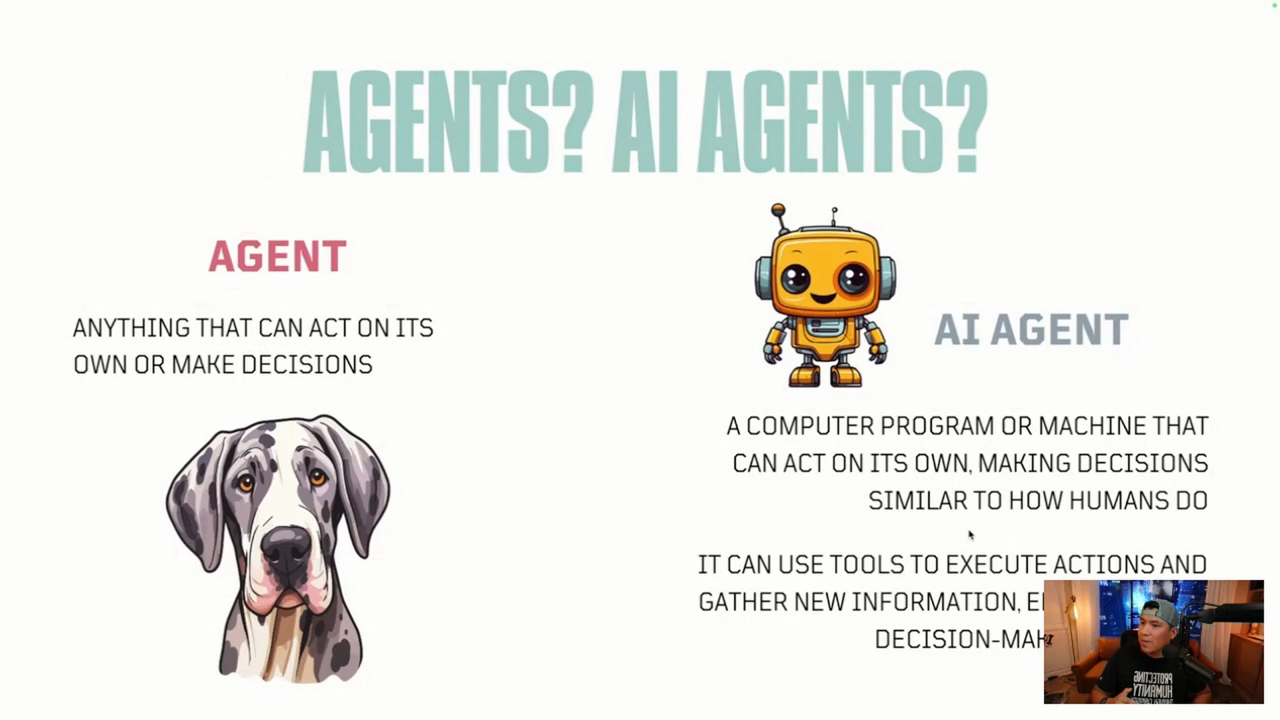 AGENTS? AI AGENTS?
AGENT
ANYTHING THAT CAN ACT ON ITS
OWN OR MAKE DECISIONS
AI AGENT
A COMPUTER PROGRAM OR MACHINE THAT
CAN ACT ON ITS OWN, MAKING DECISIONS
SIMILAR TO HOW HUMANS DO
IT CAN USE TOOLS TO EXECUTE ACTIONS AND
GATHER NEW INFORMATION,
PROTECTING
HUMANITY